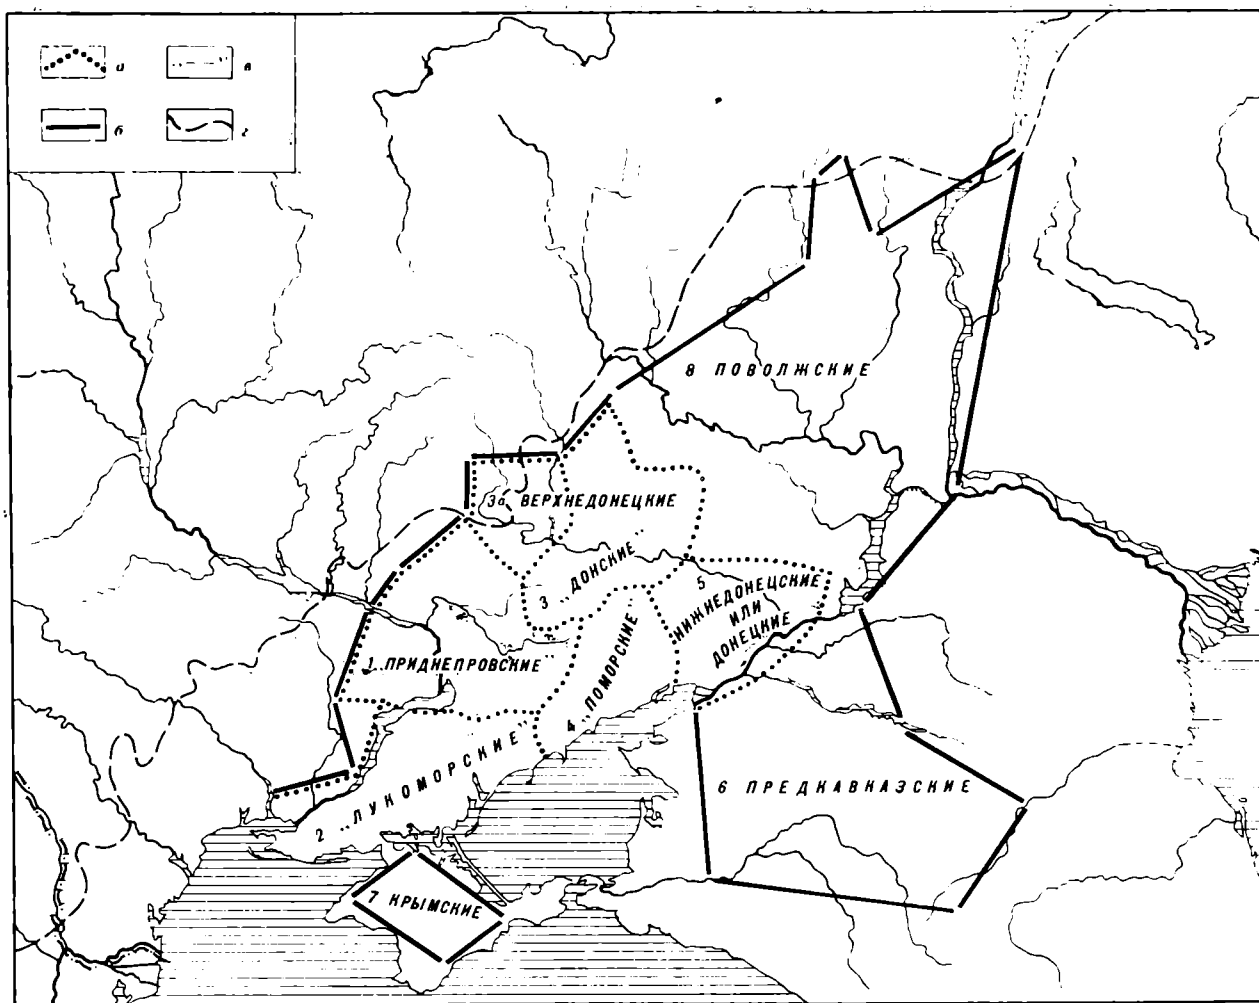 а
в
б
г
8 ПОВОЛЖСКИЕ
3а ВЕРХНЕДОНЕЦКИЕ
3 „ДОНСКИЕ"
5
НИЖНЕДОНЕЦСКИЕ
ИЛИ
ДОНЕЦКИЕ
1 „ПРИДНЕПРОВСКИЕ"
4 „ПОМОРСКИЕ"
2 „ЛУКОМОРСКИЕ"
6 ПРЕДКАВКАЗСКИЕ
7 КРЫМСКИЕ